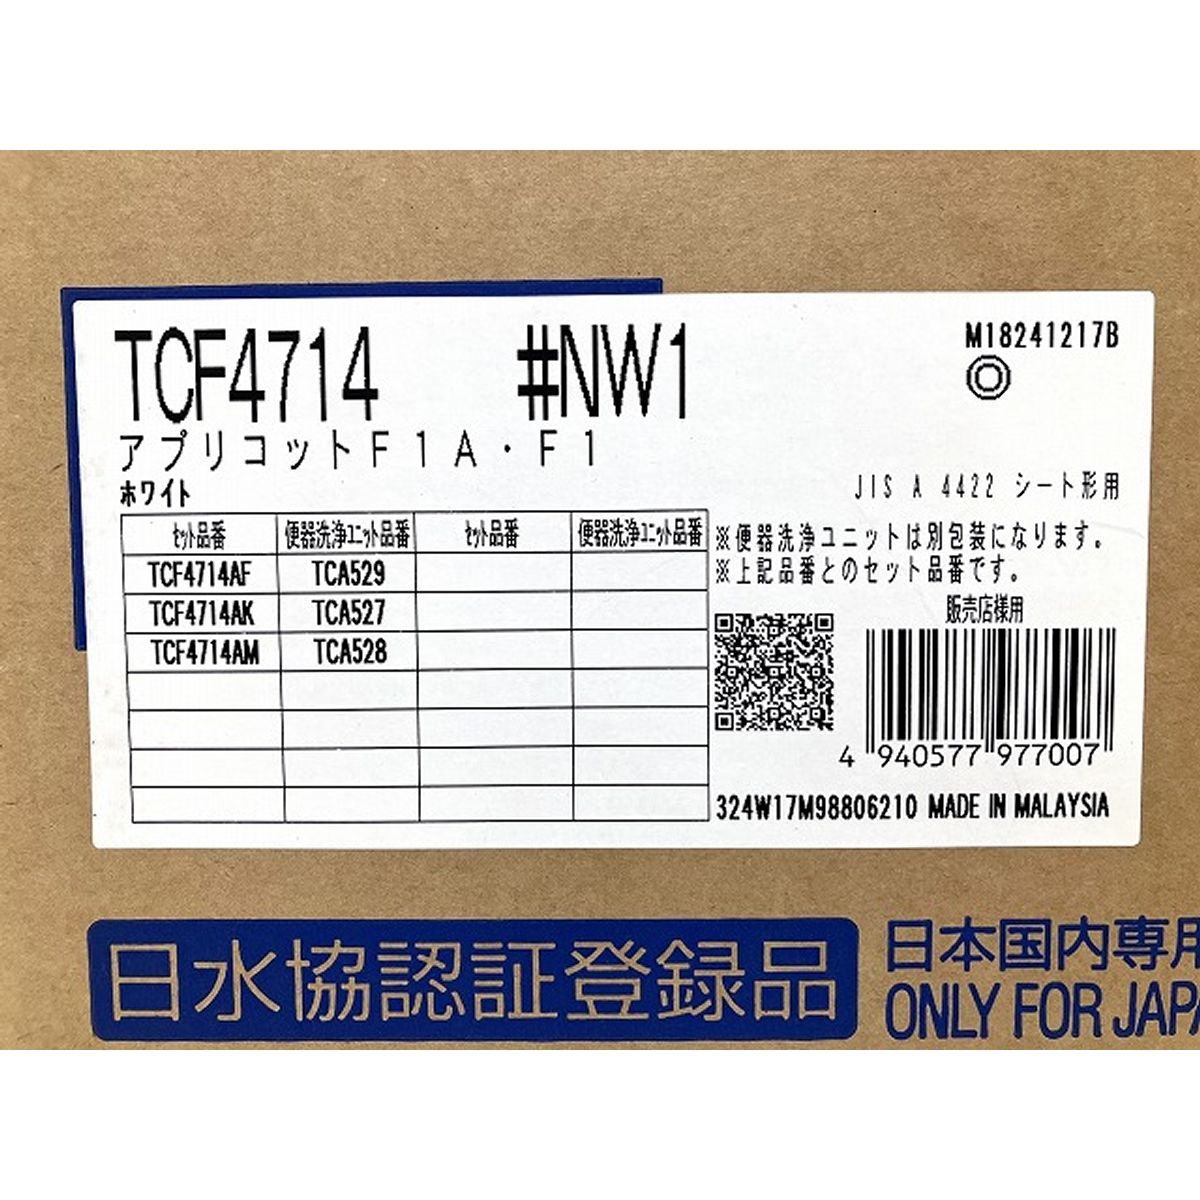 TCF4714 #NW1
M18241217B
アプリコットF1A・F1
ホワイト
JIS A 4422 シート形用
セット品番 便器洗浄ユニット品番 セット品番 便器洗浄ユニット品番
TCF4714AF TCA529
TCF4714AK TCA527
TCF4714AM TCA528
※便器洗浄ユニットは別包装になります。
※上記品番とのセット品番です。
販売店様用
4 940577 977007
324W17M98806210 MADE IN MALAYSIA
日水協認証登録品
日本国内専用
ONLY FOR JAPA